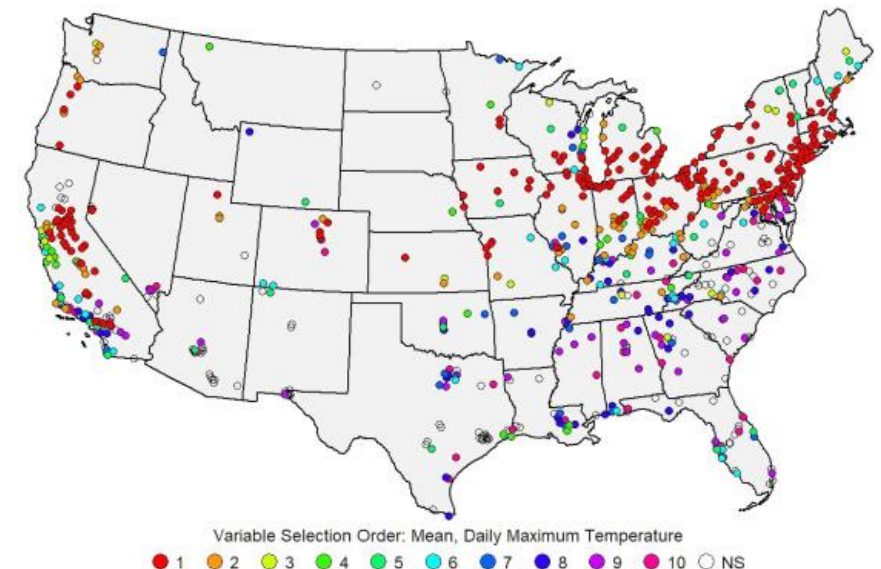 Variable Selection Order: Mean, Daily Maximum Temperature
1 2 3 4 5 6 7 8 9 10 NS